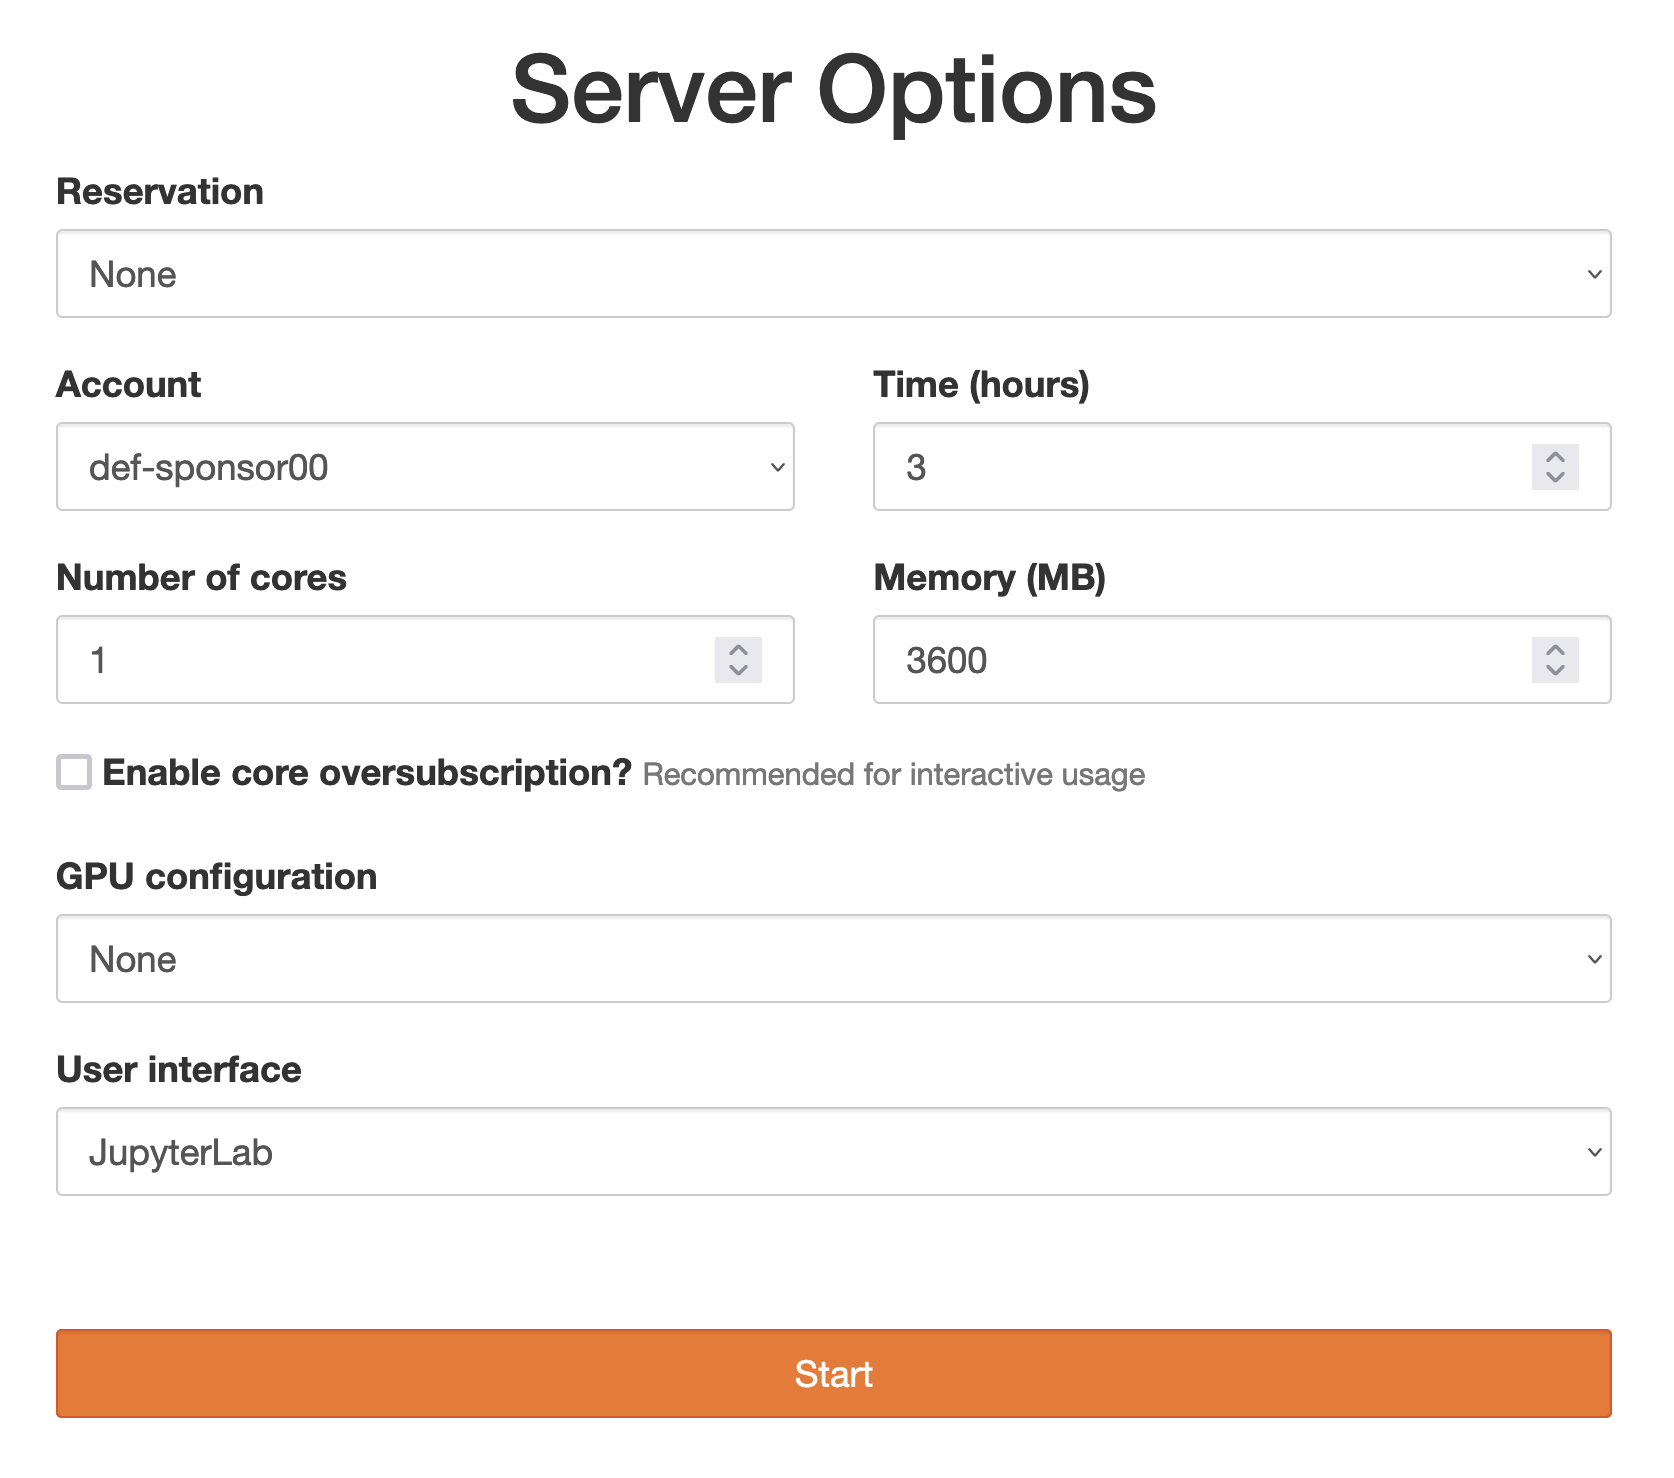 Server Options
Reservation
None
Account
def-sponsor00
Time (hours)
3
Number of cores
1
Memory (MB)
3600
Enable core oversubscription? Recommended for interactive usage
GPU configuration
None
User interface
JupyterLab
Start